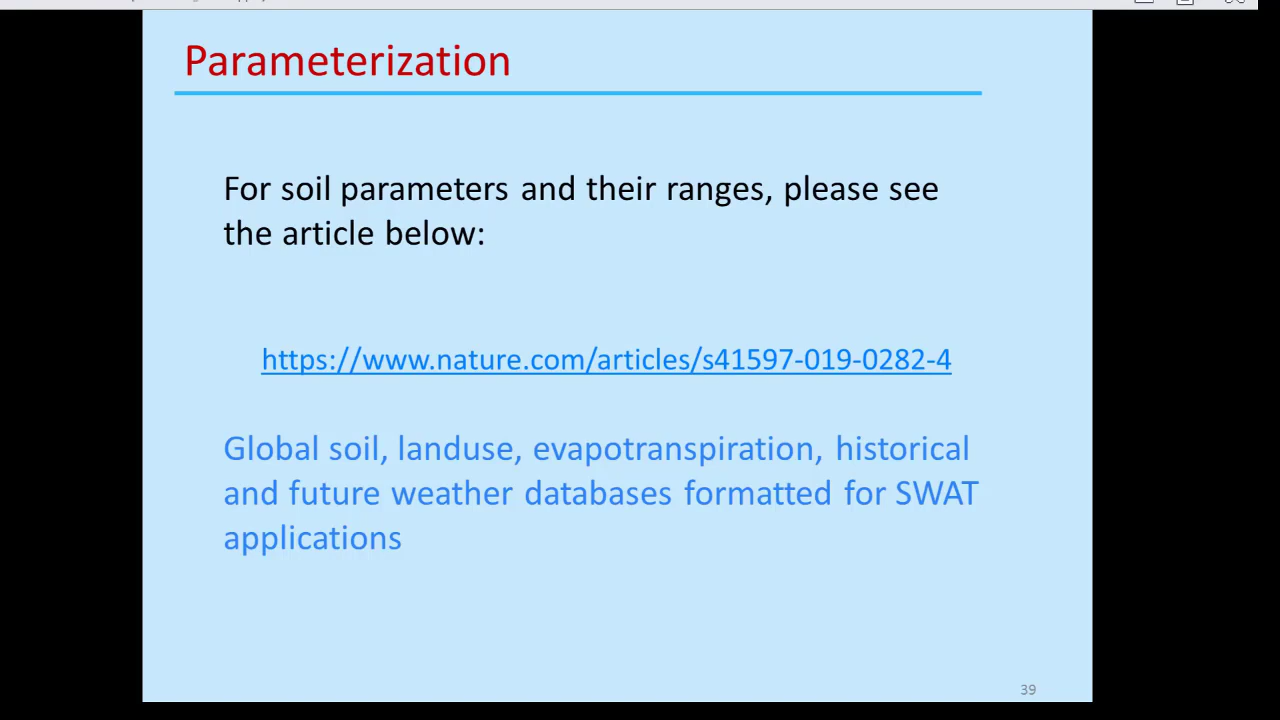 Parameterization
For soil parameters and their ranges, please see
the article below:
https://www.nature.com/articles/s41597-019-0282-4
Global soil, landuse, evapotranspiration, historical
and future weather databases formatted for SWAT
applications
39